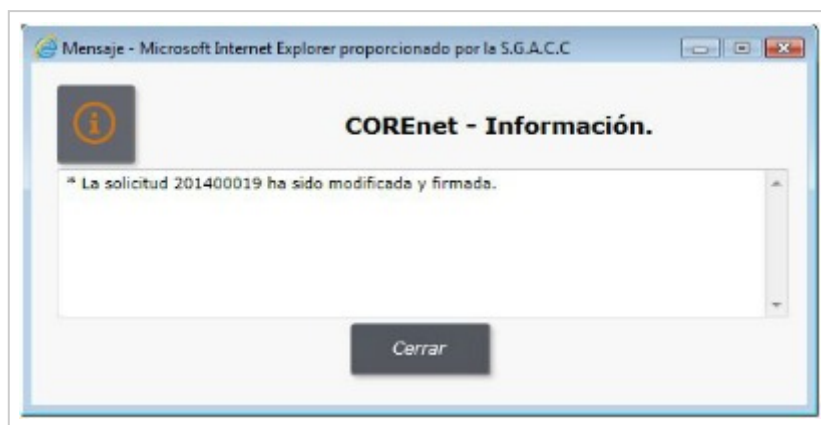 Mensaje - Microsoft Internet Explorer proporcionado por la S.G.A.C.C
COREnet - Información.
* La solicitud 201400019 ha sido modificada y firmada.
Cerrar